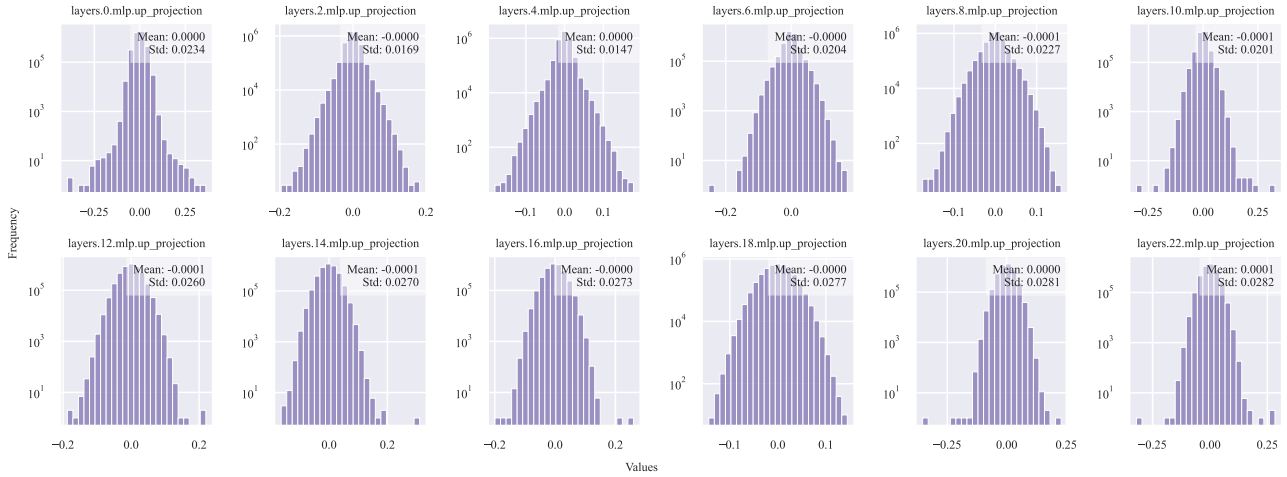 layers.0.mlp.up_projection
Mean: 0.0000
Std: 0.0234
10^5
10^3
10^1
−0.25 0.00 0.25
layers.2.mlp.up_projection
Mean: -0.0000
Std: 0.0169
10^6
10^4
10^2
−0.2 0.0 0.2
layers.4.mlp.up_projection
Mean: 0.0000
Std: 0.0147
10^6
10^4
10^2
−0.1 0.0 0.1
layers.6.mlp.up_projection
Mean: -0.0000
Std: 0.0204
10^5
10^3
10^1
−0.2 0.0
layers.8.mlp.up_projection
Mean: -0.0001
Std: 0.0227
10^6
10^4
10^2
−0.1 0.0 0.1
layers.10.mlp.up_projection
Mean: -0.0001
Std: 0.0201
10^5
10^3
10^1
−0.25 0.00 0.25
Frequency
layers.12.mlp.up_projection
Mean: -0.0001
Std: 0.0260
10^5
10^3
10^1
−0.2 0.0 0.2
layers.14.mlp.up_projection
Mean: -0.0001
Std: 0.0270
10^5
10^3
10^1
0.0 0.2
layers.16.mlp.up_projection
Mean: -0.0000
Std: 0.0273
10^5
10^3
10^1
−0.2 0.0 0.2
layers.18.mlp.up_projection
Mean: -0.0000
Std: 0.0277
10^6
10^4
10^2
−0.1 0.0 0.1
layers.20.mlp.up_projection
Mean: 0.0000
Std: 0.0281
10^5
10^3
10^1
−0.25 0.00 0.25
layers.22.mlp.up_projection
Mean: 0.0001
Std: 0.0282
10^5
10^3
10^1
−0.25 0.00 0.25
Values